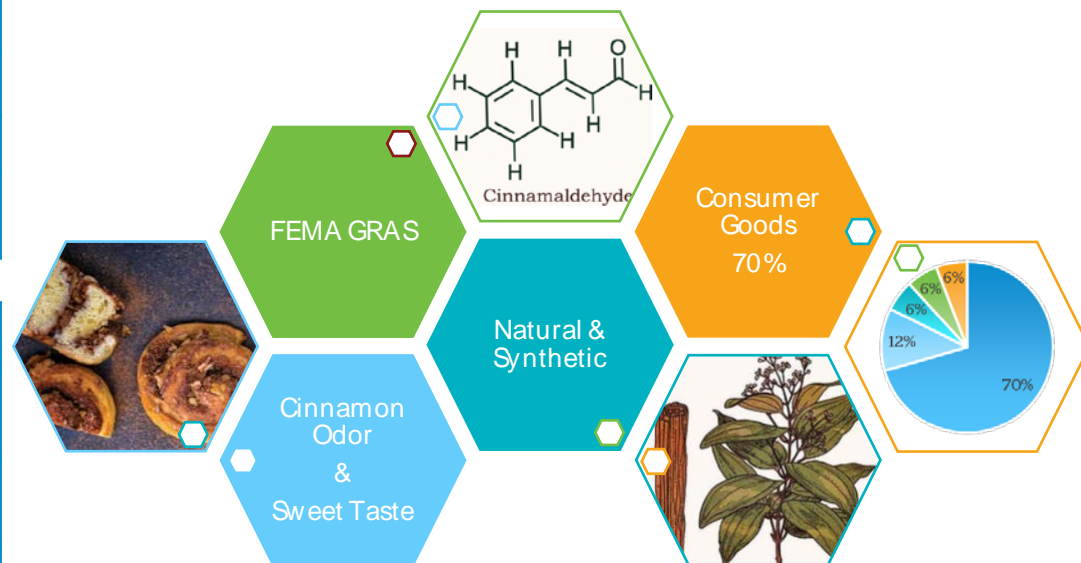 H
H
O
H
H
H
H
H
H
Cinnamaldehyde
FEMA GRAS
Consumer
Goods
70%
6%
6%
6%
12%
70%
Natural &
Synthetic
Cinnamon
Odor
&
Sweet Taste